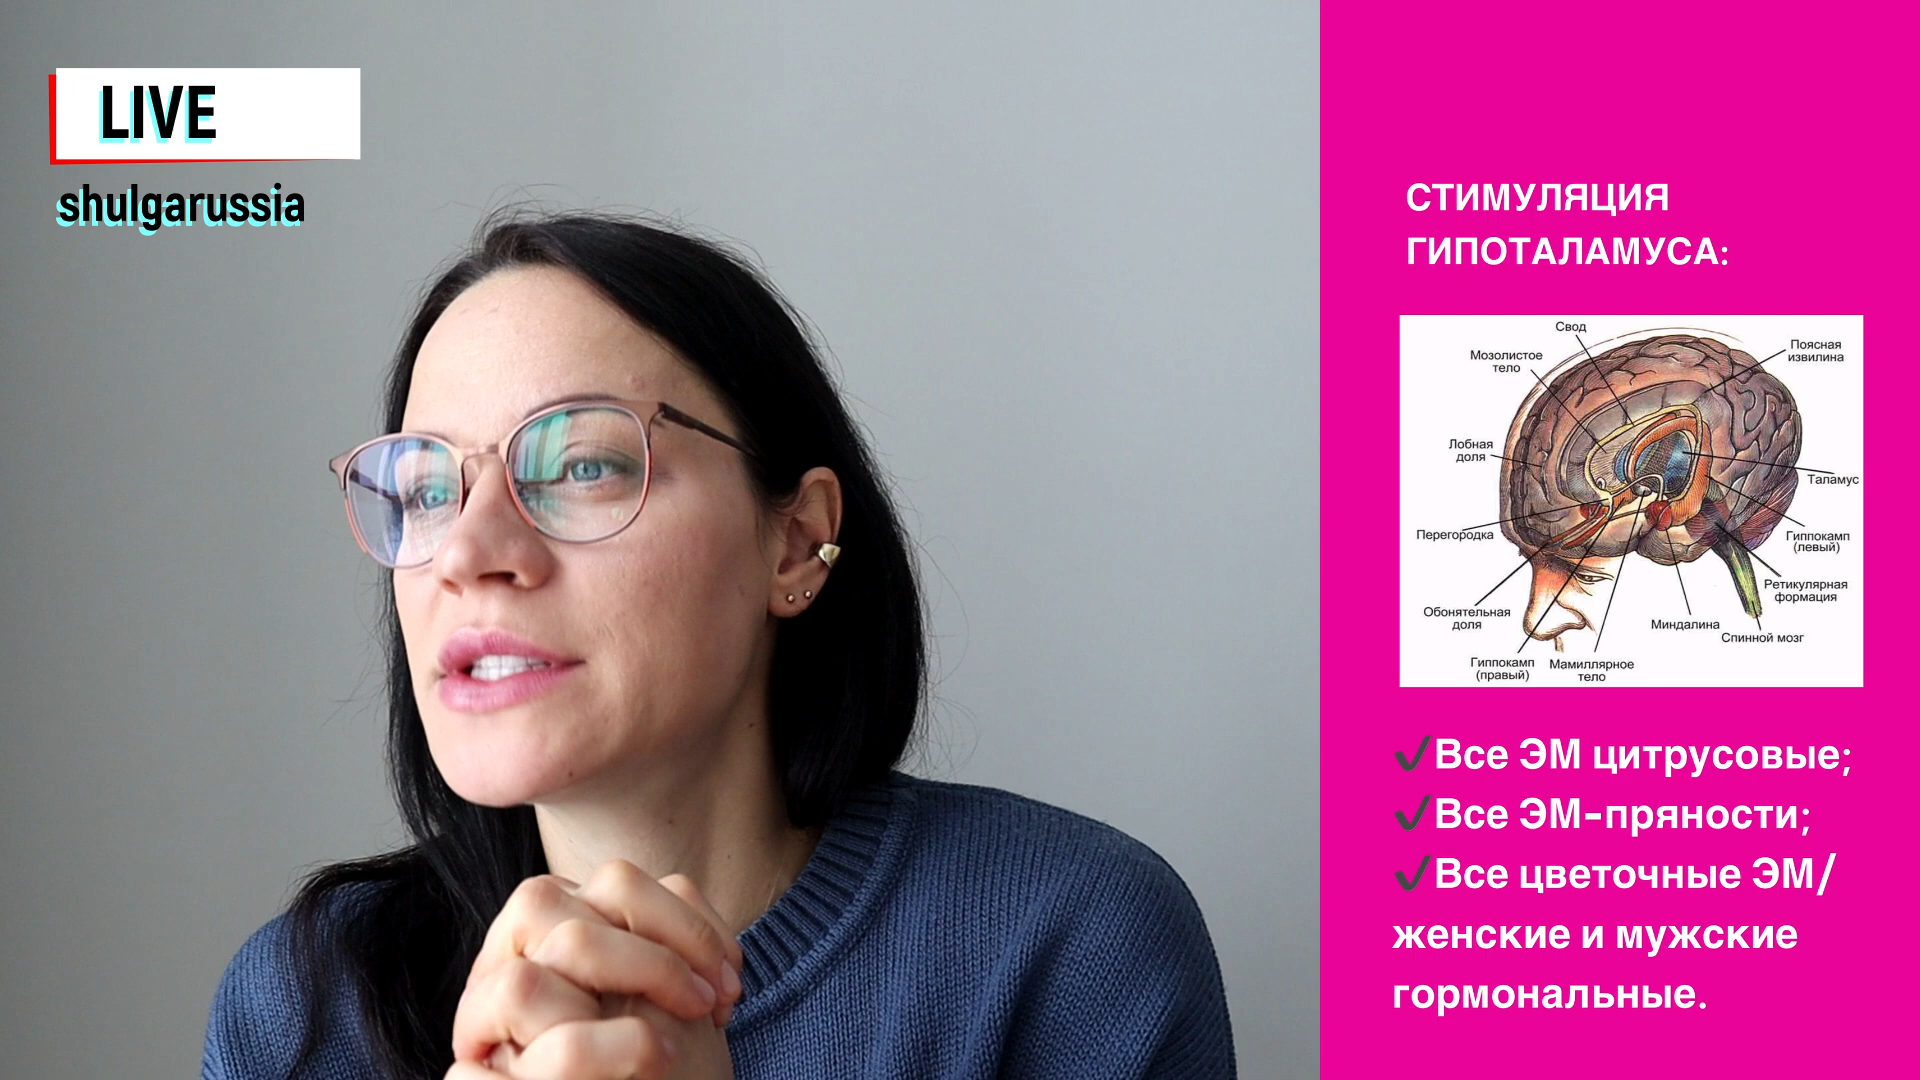 LIVE
shulgarussia
СТИМУЛЯЦИЯ
ГИПОТАЛАМУСА:
Свод
Поясная
извилина
Мозолистое
тело
Лобная
доля
Таламус
Перегородка
Гиппокамп
(левый)
Ретикулярная
формация
Обонятельная
доля
Миндалина
Спинной мозг
Гиппокамп
(правый)
Мамиллярное
тело
✔Все ЭМ цитрусовые;
✔Все ЭМ-пряности;
✔Все цветочные ЭМ/
женские и мужские
гормональные.